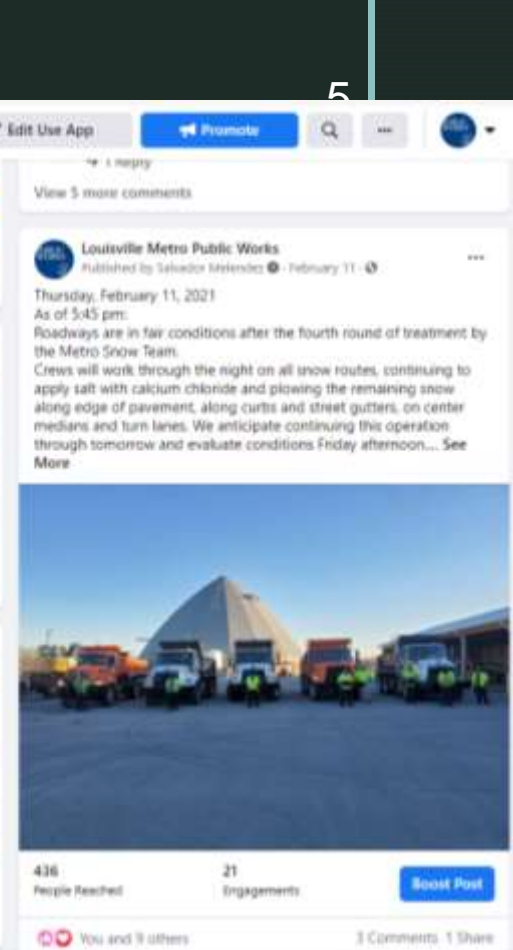 5
Edit Use App
Promote
1 Reply
View 5 more comments
Louisville Metro Public Works
Published by Salvador Melendez · February 11 ·
Thursday, February 11, 2021
As of 5:45 pm:
Roadways are in fair conditions after the fourth round of treatment by
the Metro Snow Team.
Crews will work through the night on all snow routes, continuing to
apply salt with calcium chloride and plowing the remaining snow
along edge of pavement, along curbs and street gutters, on center
medians and turn lanes. We anticipate continuing this operation
through tomorrow and evaluate conditions Friday afternoon.... See
More
436
People Reached
21
Engagements
Boost Post
You and 9 others
3 Comments 1 Share